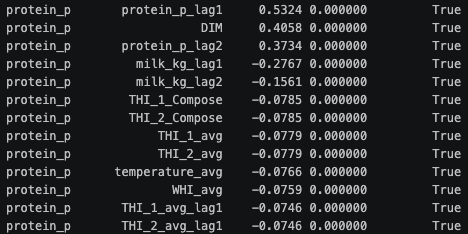 protein_p protein_p_lag1 0.5324 0.000000 True
protein_p DIM 0.4058 0.000000 True
protein_p protein_p_lag2 0.3734 0.000000 True
protein_p milk_kg_lag1 -0.2767 0.000000 True
protein_p milk_kg_lag2 -0.1561 0.000000 True
protein_p THI_1_Compose -0.0785 0.000000 True
protein_p THI_2_Compose -0.0785 0.000000 True
protein_p THI_1_avg -0.0779 0.000000 True
protein_p THI_2_avg -0.0779 0.000000 True
protein_p temperature_avg -0.0766 0.000000 True
protein_p WHI_avg -0.0759 0.000000 True
protein_p THI_1_avg_lag1 -0.0746 0.000000 True
protein_p THI_2_avg_lag1 -0.0746 0.000000 True